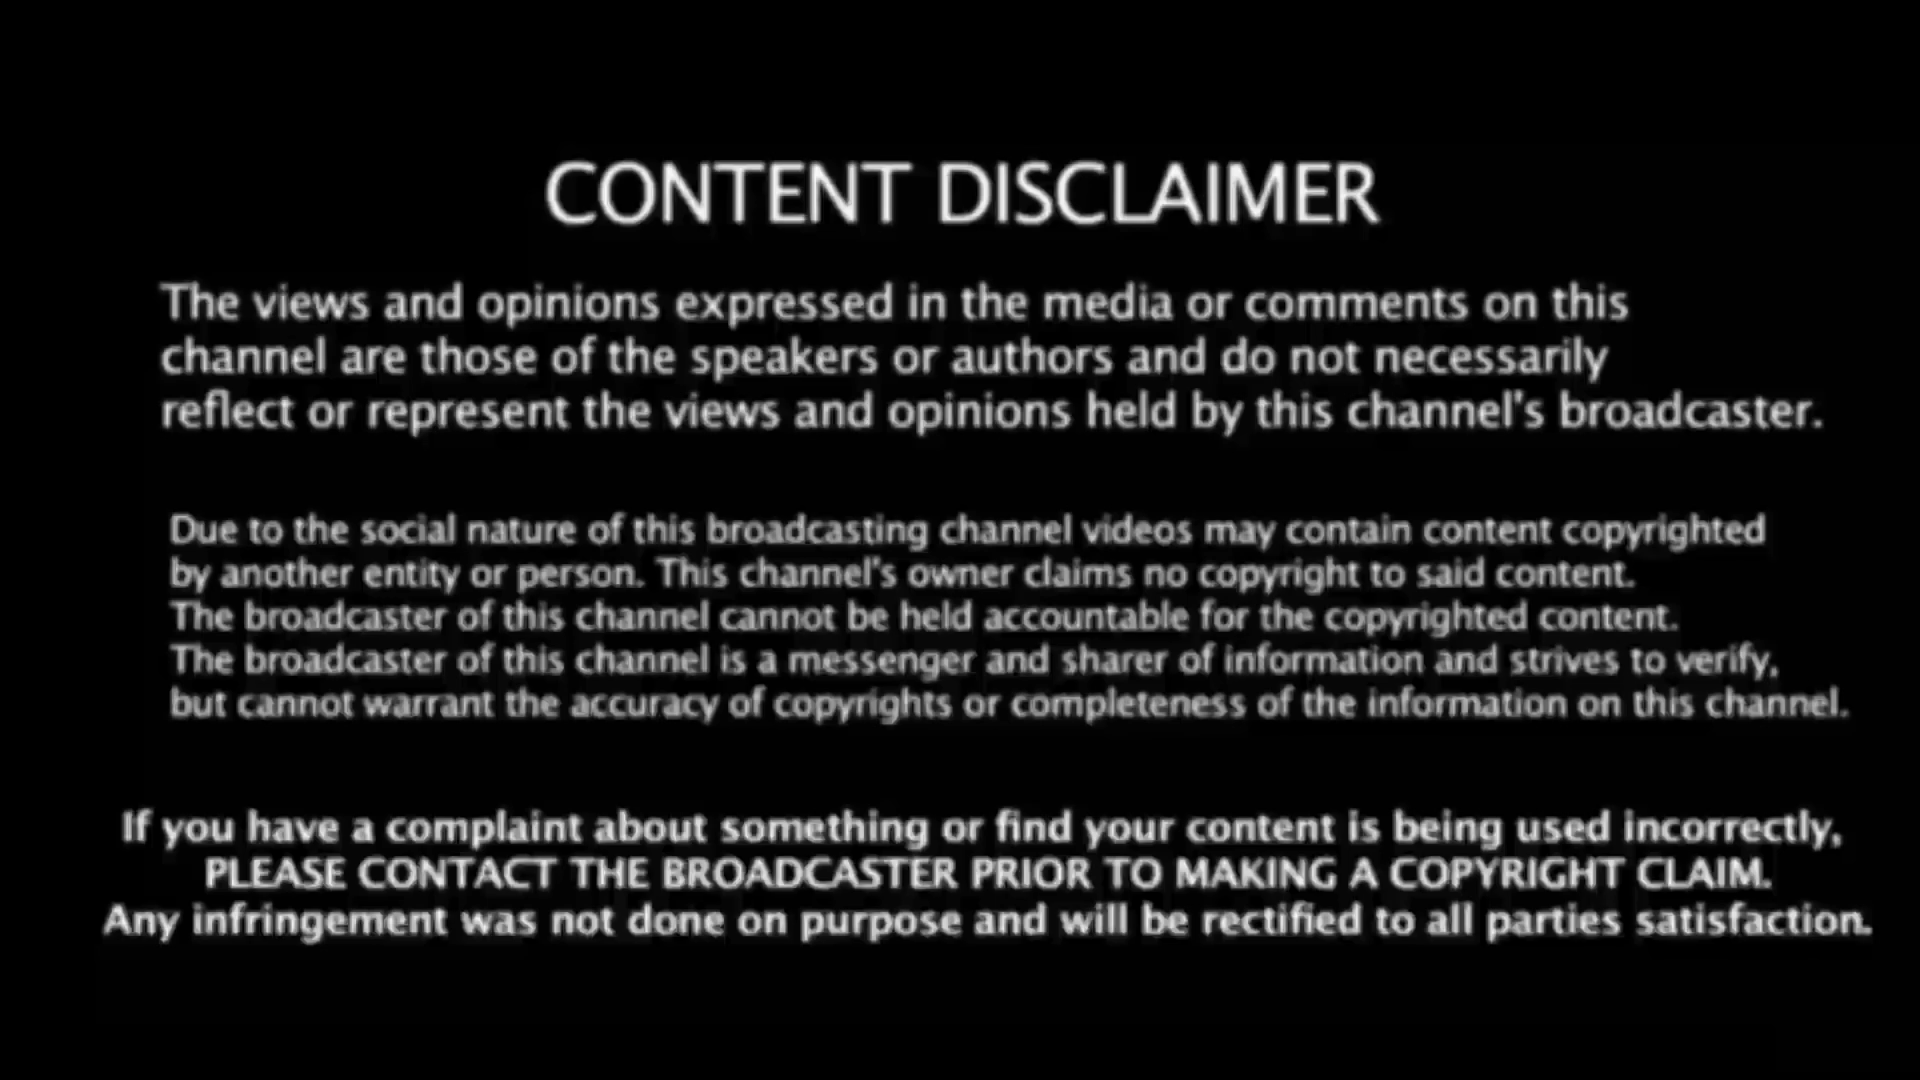 CONTENT DISCLAIMER
The views and opinions expressed in the media or comments on this
channel are those of the speakers or authors and do not necessarily
reflect or represent the views and opinions held by this channel's broadcaster.
Due to the social nature of this broadcasting channel videos may contain content copyrighted
by another entity or person. This channel's owner claims no copyright to said content.
The broadcaster of this channel cannot be held accountable for the copyrighted content.
The broadcaster of this channel is a messenger and sharer of information and strives to verify,
but cannot warrant the accuracy of copyrights or completeness of the information on this channel.
If you have a complaint about something or find your content is being used incorrectly,
PLEASE CONTACT THE BROADCASTER PRIOR TO MAKING A COPYRIGHT CLAIM.
Any infringement was not done on purpose and will be rectified to all parties satisfaction.